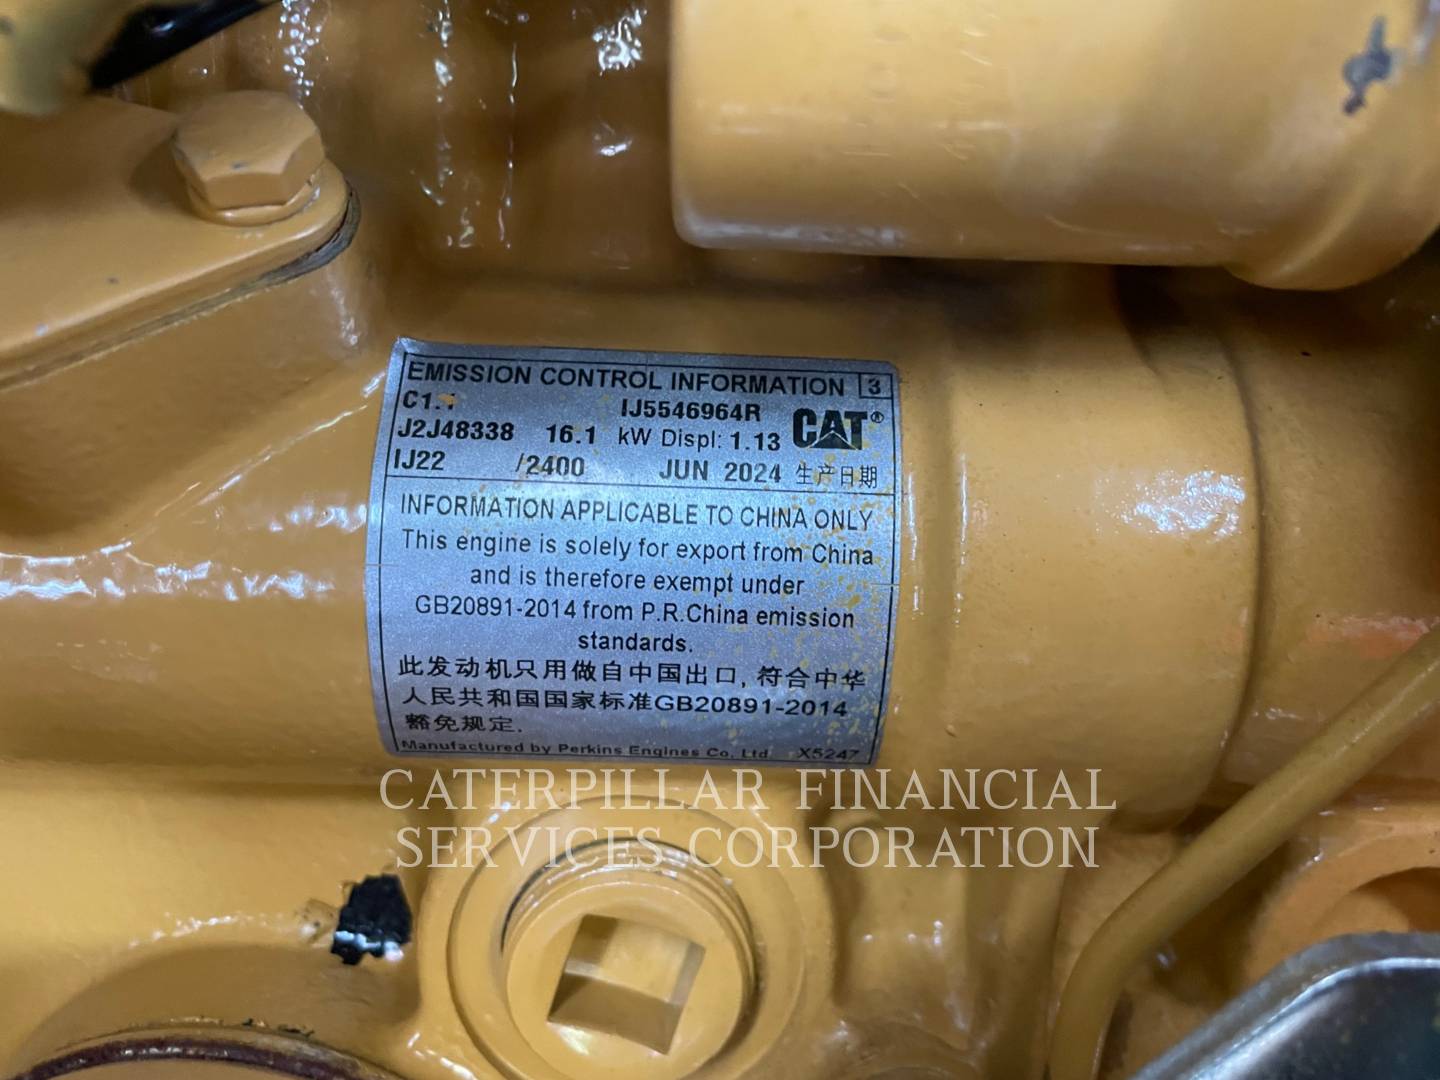 EMISSION CONTROL INFORMATION 3
C1.1 IJ5546964R CAT®
J2J48338 16.1 kW Displ: 1.13
IJ22 /2400 JUN 2024 生产日期
INFORMATION APPLICABLE TO CHINA ONLY
This engine is solely for export from China
and is therefore exempt under
GB20891-2014 from P.R.China emission
standards.
此发动机只用做自中国出口, 符合中华
人民共和国国家标准GB20891-2014
豁免规定.
Manufactured by Perkins Engines Co. Ltd. X5247
CATERPILLAR FINANCIAL
SERVICES CORPORATION